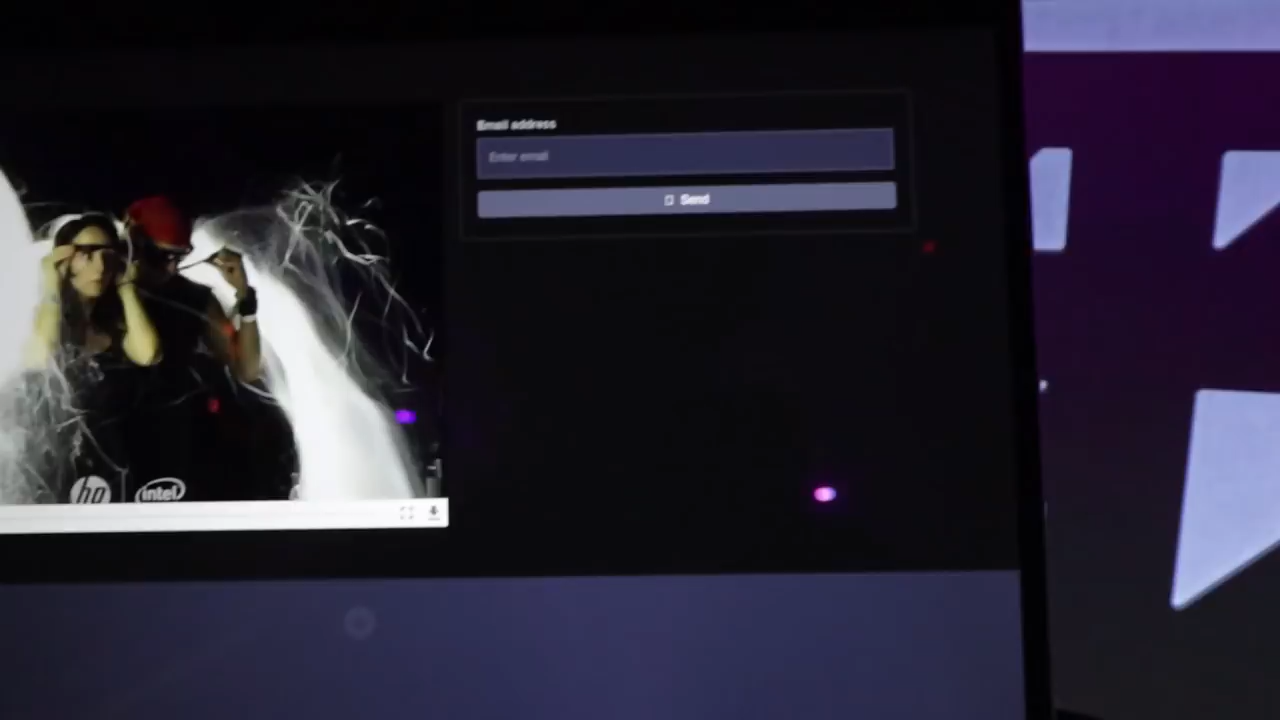 Email address
Enter email
Send
hp
intel